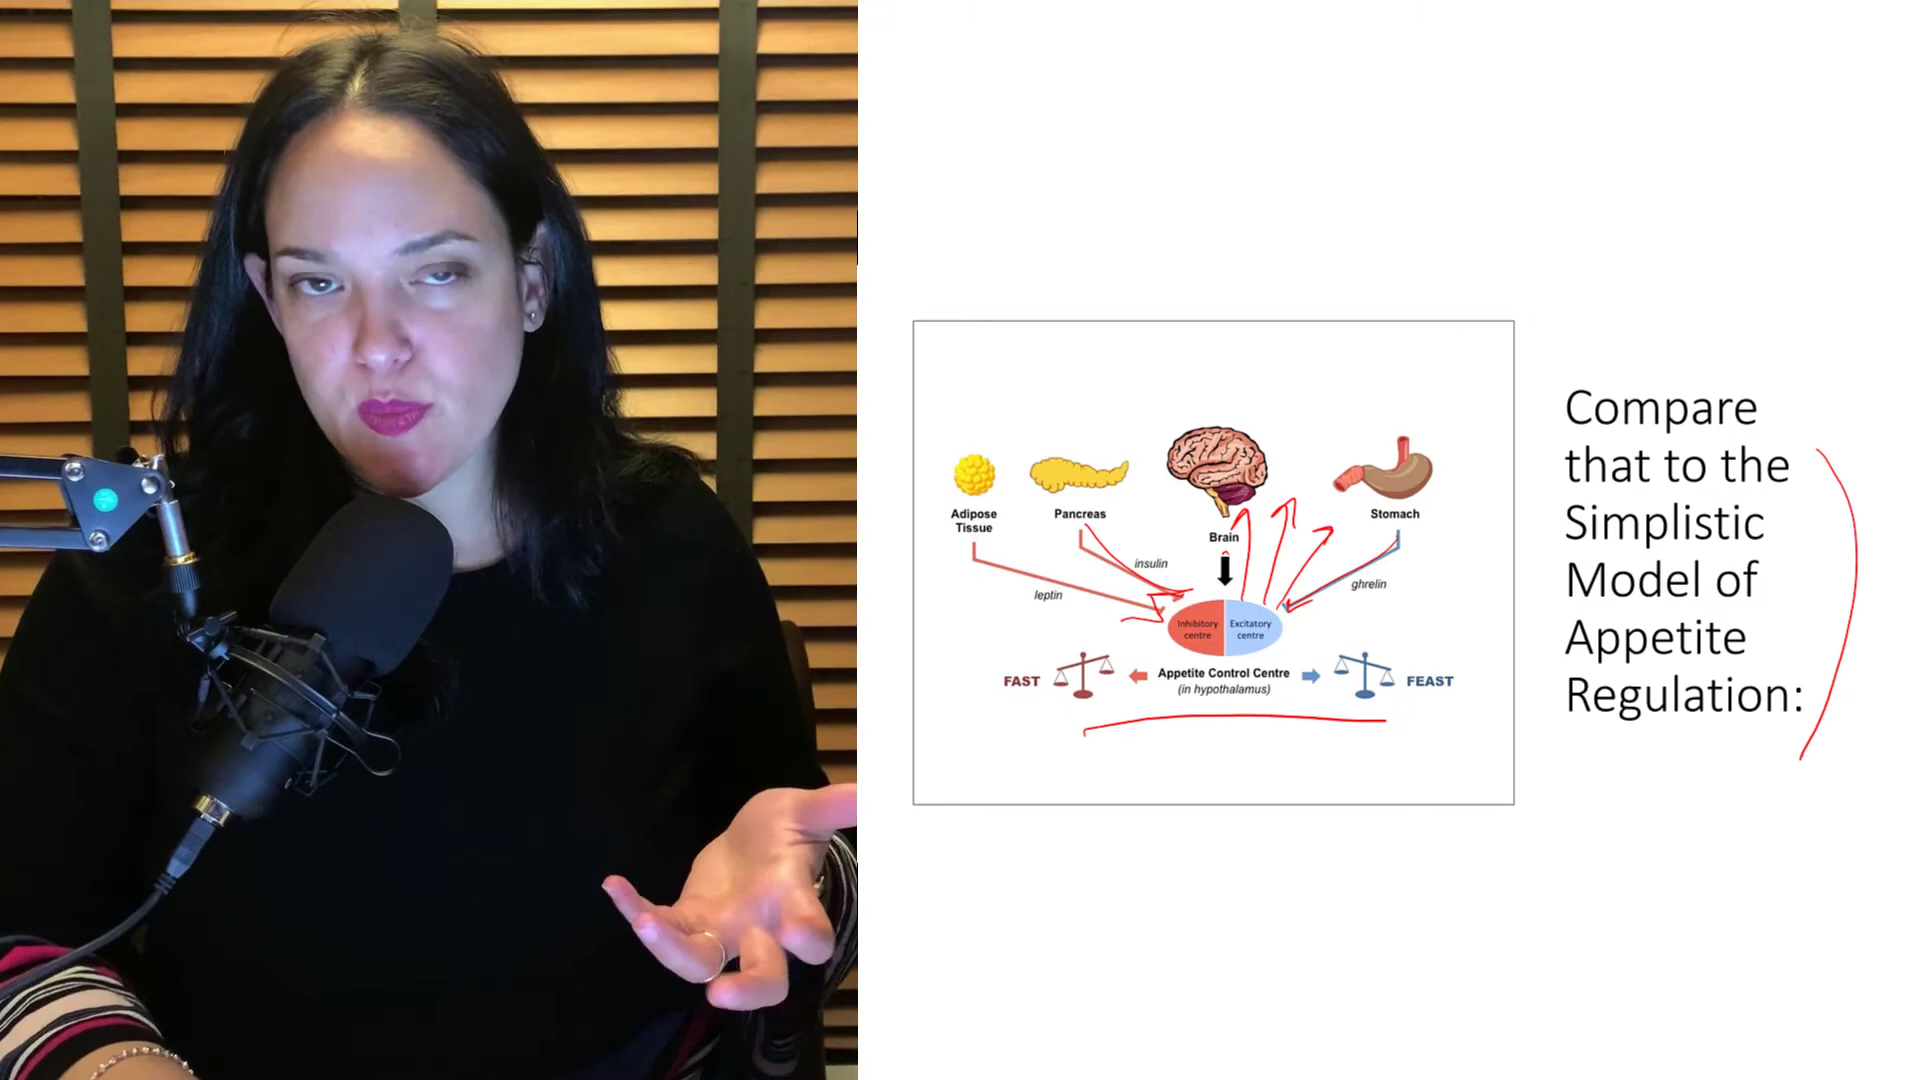 Compare
that to the
Simplistic
Model of
Appetite
Regulation:
Adipose
Tissue
Pancreas
Brain
Stomach
leptin
insulin
ghrelin
Inhibitory
centre
Excitatory
centre
FAST
Appetite Control Centre
(in hypothalamus)
FEAST